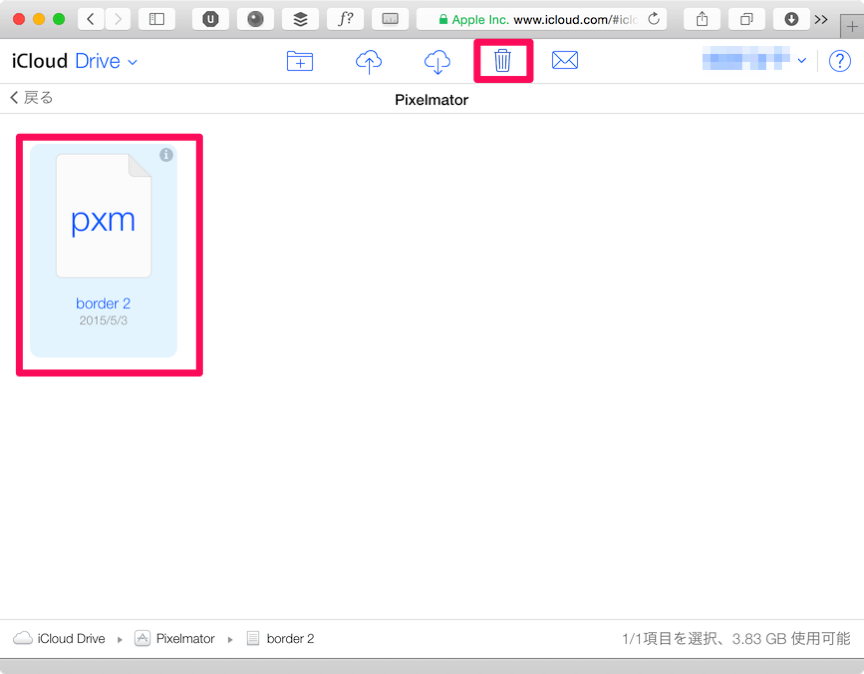 f?
Apple Inc. www.icloud.com/#iclo
iCloud Drive
?
戻る
Pixelmator
pxm
border 2
2015/5/3
iCloud Drive ▸ Pixelmator ▸ border 2
1/1項目を選択、3.83 GB 使用可能